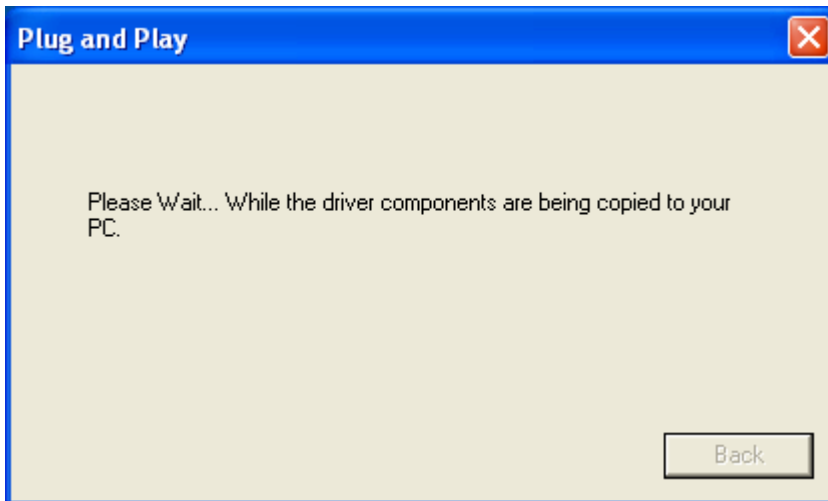 Plug and Play
Please Wait... While the driver components are being copied to your
PC.
Back